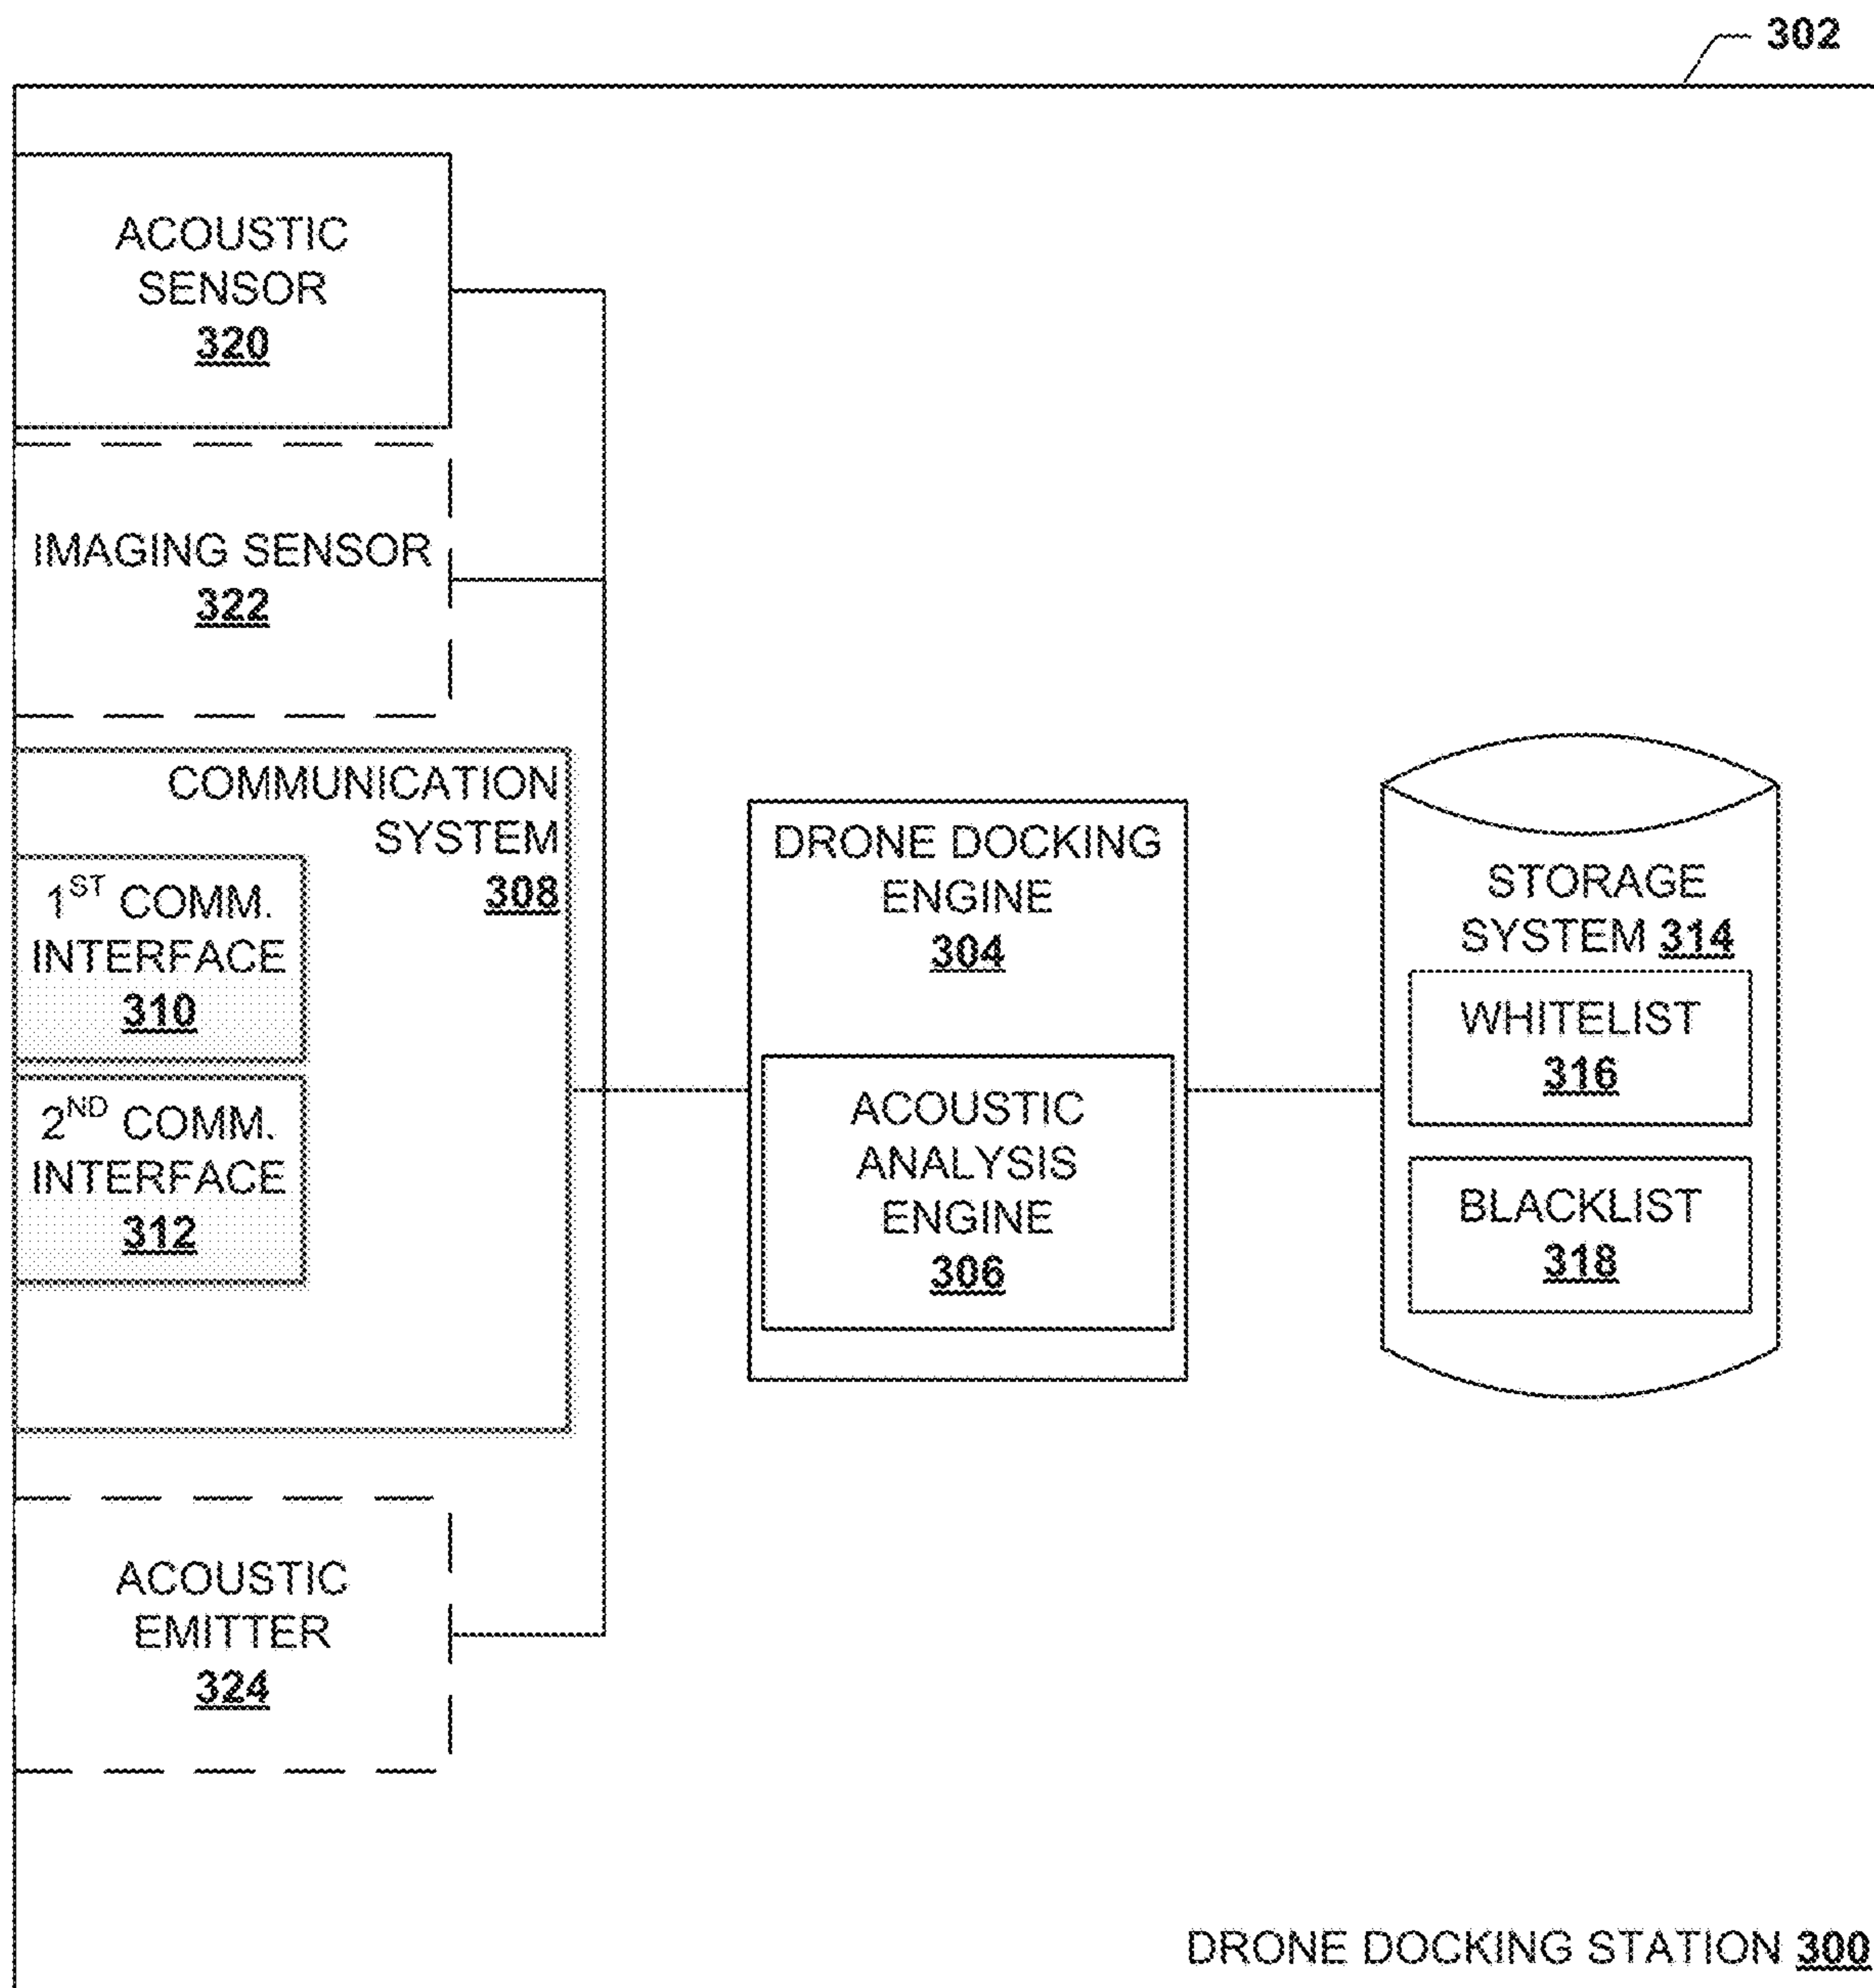 302
ACOUSTIC
SENSOR
320
IMAGING SENSOR
322
COMMUNICATION
SYSTEM
308
1ST COMM.
INTERFACE
310
2ND COMM.
INTERFACE
312
ACOUSTIC
EMITTER
324
DRONE DOCKING
ENGINE
304
ACOUSTIC
ANALYSIS
ENGINE
306
STORAGE
SYSTEM 314
WHITELIST
316
BLACKLIST
318
DRONE DOCKING STATION 300